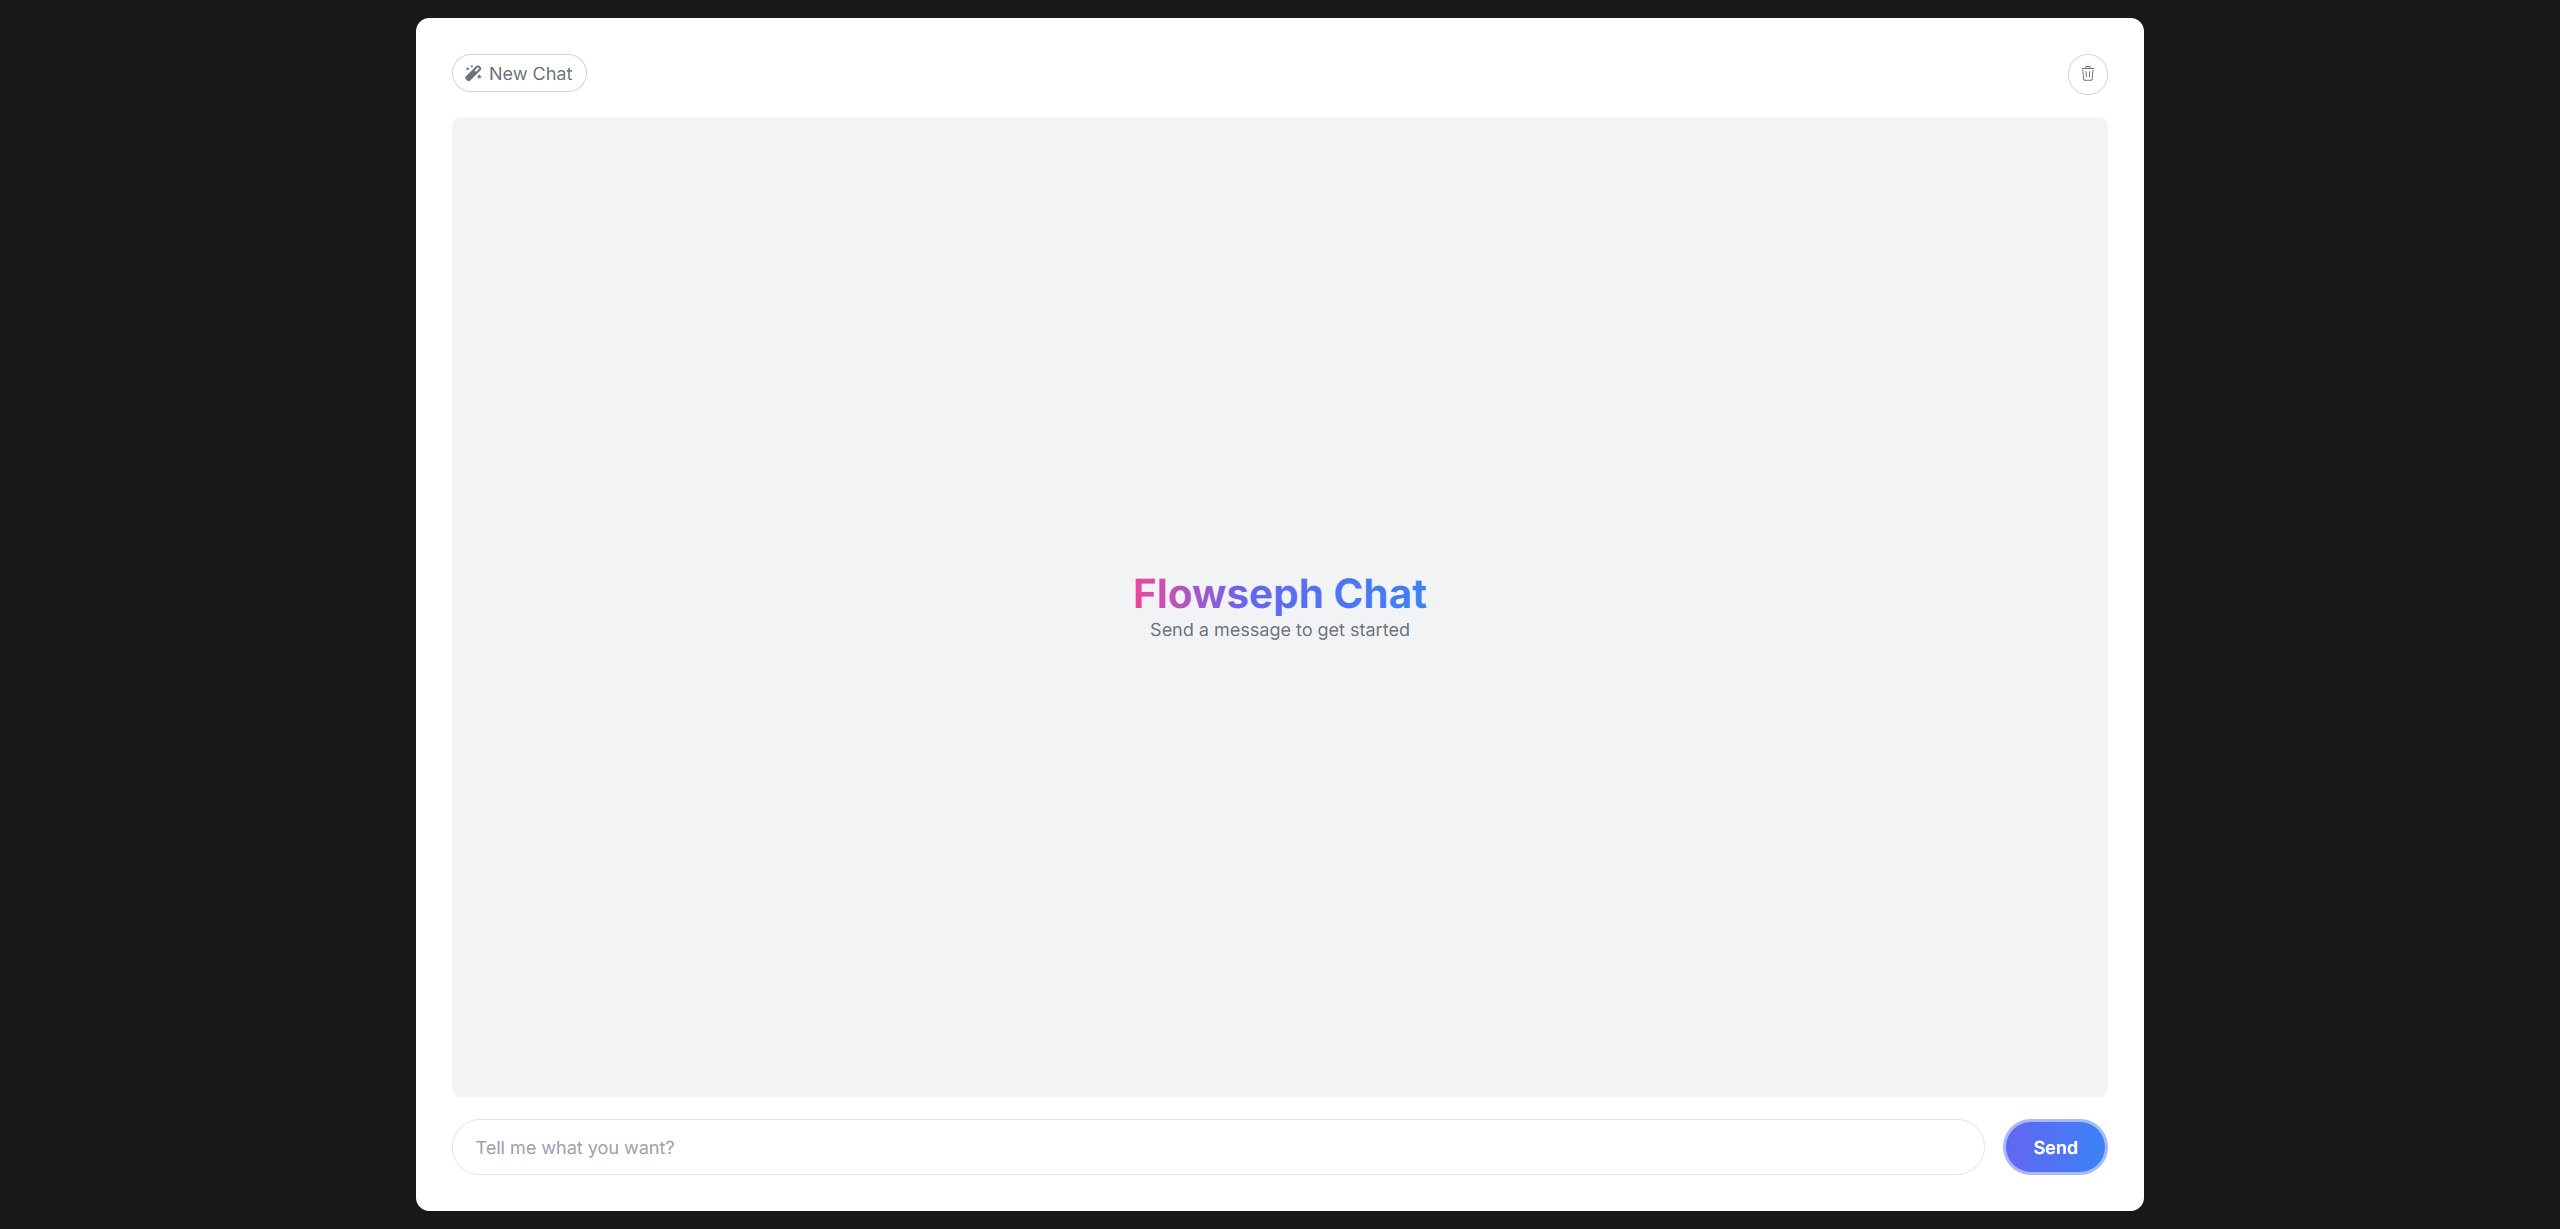 New Chat
Flowseph Chat
Send a message to get started
Tell me what you want?
Send